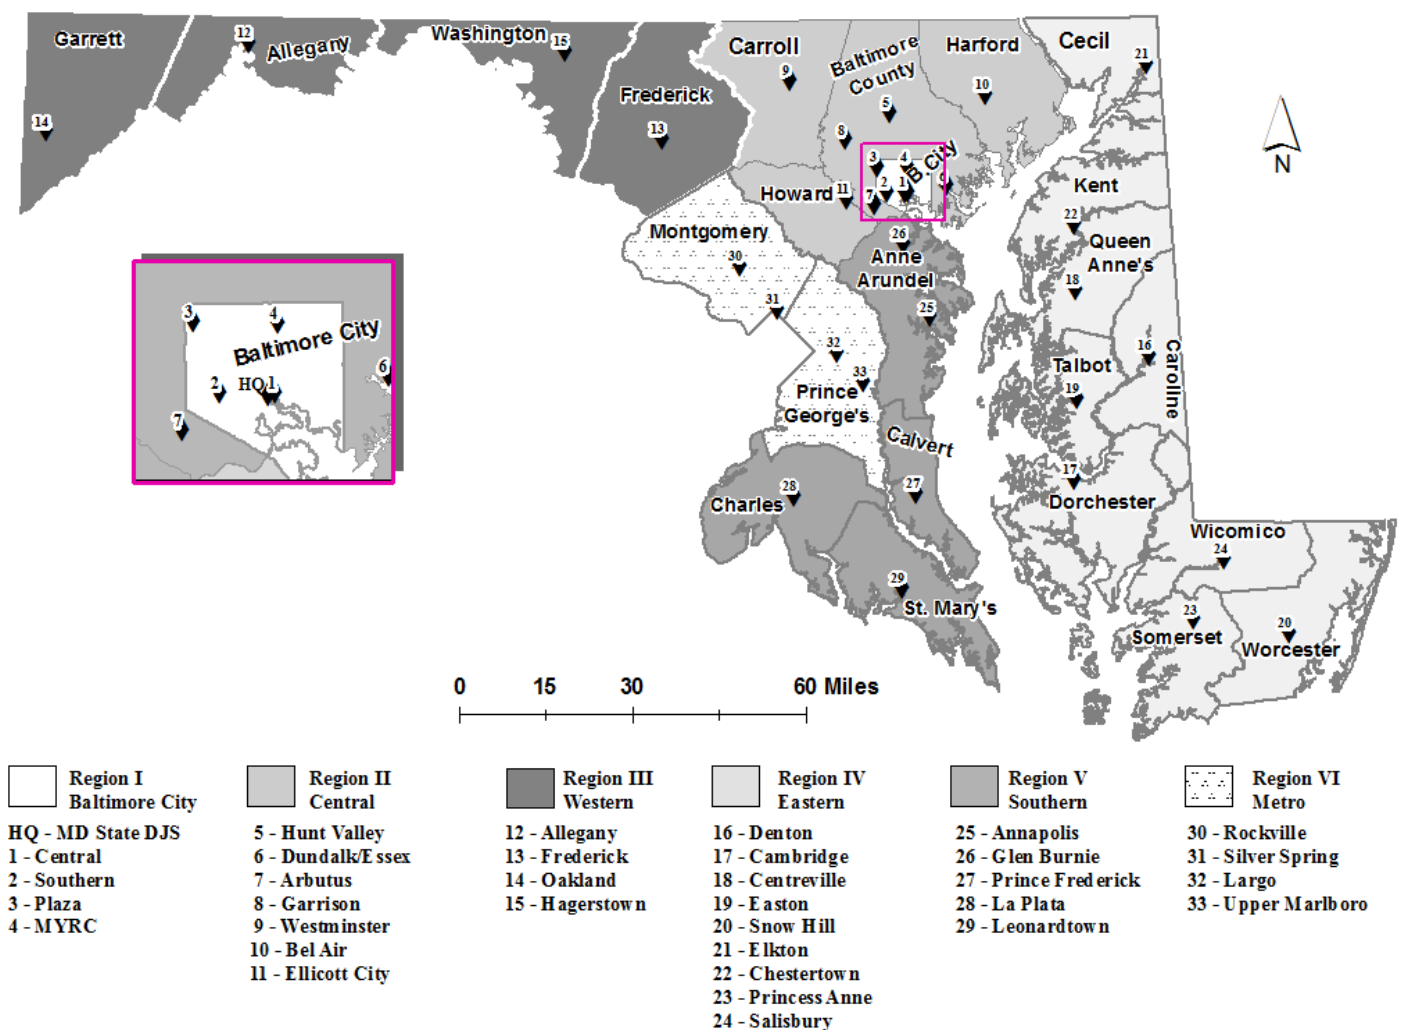 Garrett
12
Allegany
Washington
15
Carroll
9
Baltimore
County
Harford
Cecil
21
14
Frederick
13
5
10
8
3
4
B.City
N
Howard
11
2
1
7
6
Kent
22
Montgomery
30
26
Anne
Arundel
Queen
Anne's
18
31
25
32
33
Prince
George's
Talbot
19
16
Caroline
3
4
Baltimore City
2
HQ
1
6
7
Calvert
27
17
Dorchester
Charles
28
Wicomico
24
29
St. Mary's
23
Somerset
20
Worcester
0 15 30 60 Miles
Region I
Baltimore City
HQ - MD State DJS
1 - Central
2 - Southern
3 - Plaza
4 - MYRC
Region II
Central
5 - Hunt Valley
6 - Dundalk/Essex
7 - Arbutus
8 - Garrison
9 - Westminster
10 - Bel Air
11 - Ellicott City
Region III
Western
12 - Allegany
13 - Frederick
14 - Oakland
15 - Hagerstown
Region IV
Eastern
16 - Denton
17 - Cambridge
18 - Centreville
19 - Easton
20 - Snow Hill
21 - Elkton
22 - Chestertown
23 - Princess Anne
24 - Salisbury
Region V
Southern
25 - Annapolis
26 - Glen Burnie
27 - Prince Frederick
28 - La Plata
29 - Leonardtown
Region VI
Metro
30 - Rockville
31 - Silver Spring
32 - Largo
33 - Upper Marlboro